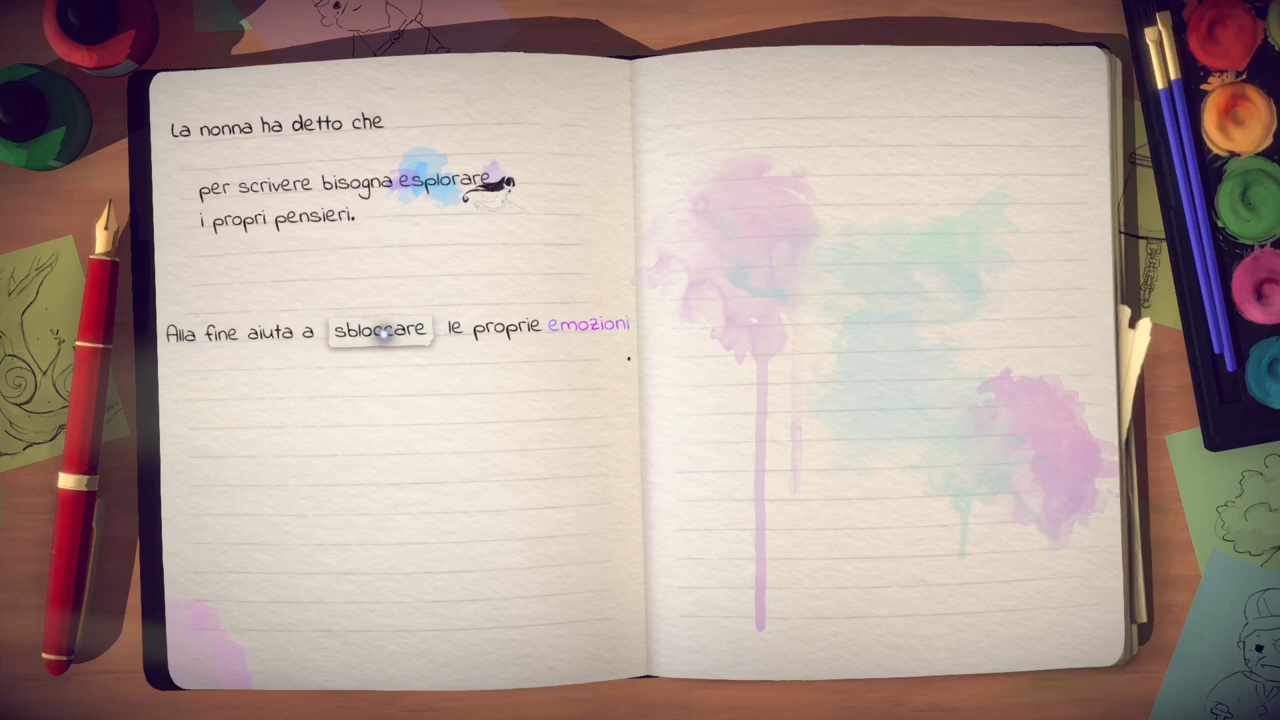 La nonna ha detto che
per scrivere bisogna esplorare
i propri pensieri.
Alla fine aiuta a sbloccare le proprie emozioni
.